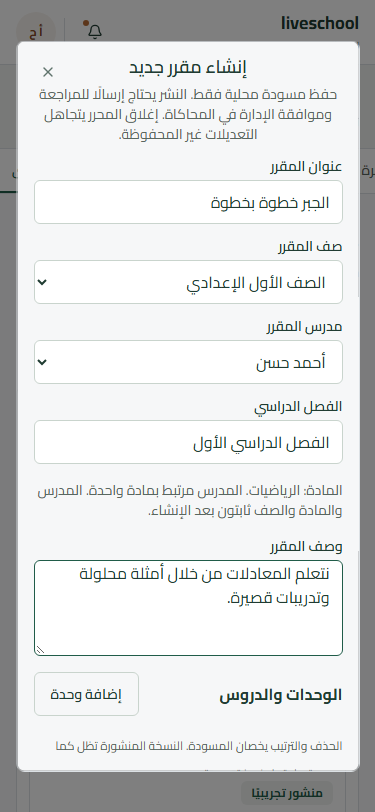 liveschool
أ ح
إنشاء مقرر جديد
حفظ مسودة محلية فقط. النشر يحتاج إرسالًا للمراجعة
وموافقة الإدارة في المحاكاة. إغلاق المحرر يتجاهل
التعديلات غير المحفوظة.
عنوان المقرر
الجبر خطوة بخطوة
صف المقرر
الصف الأول الإعدادي
مدرس المقرر
أحمد حسن
الفصل الدراسي
الفصل الدراسي الأول
المادة: الرياضيات. المدرس مرتبط بمادة واحدة. المدرس
والمادة والصف ثابتون بعد الإنشاء.
وصف المقرر
نتعلم المعادلات من خلال أمثلة محلولة
وتدريبات قصيرة.
الوحدات والدروس
إضافة وحدة
الحذف والترتيب يخصان المسودة. النسخة المنشورة تظل كما
منشور تجريبيًا